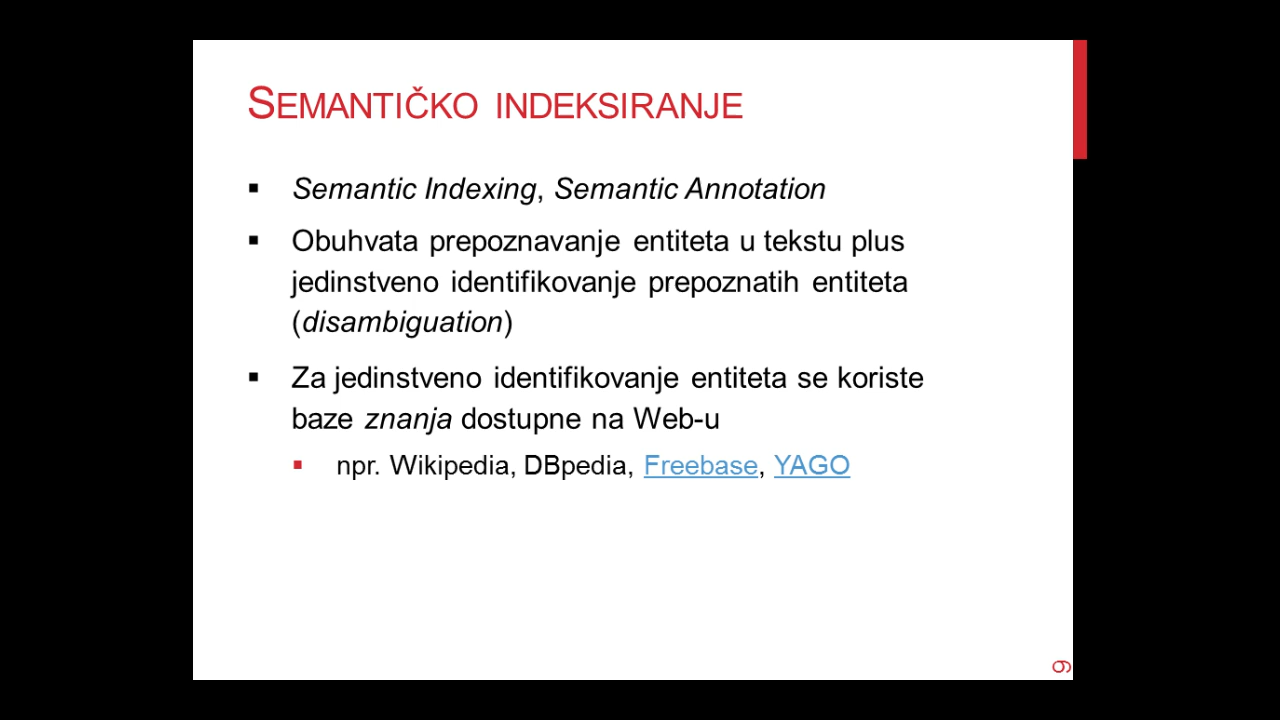 SEMANTIČKO INDEKSIRANJE
▪ Semantic Indexing, Semantic Annotation
▪ Obuhvata prepoznavanje entiteta u tekstu plus
jedinstveno identifikovanje prepoznatih entiteta
(disambiguation)
▪ Za jedinstveno identifikovanje entiteta se koriste
baze znanja dostupne na Web-u
▪ npr. Wikipedia, DBpedia, Freebase, YAGO
9